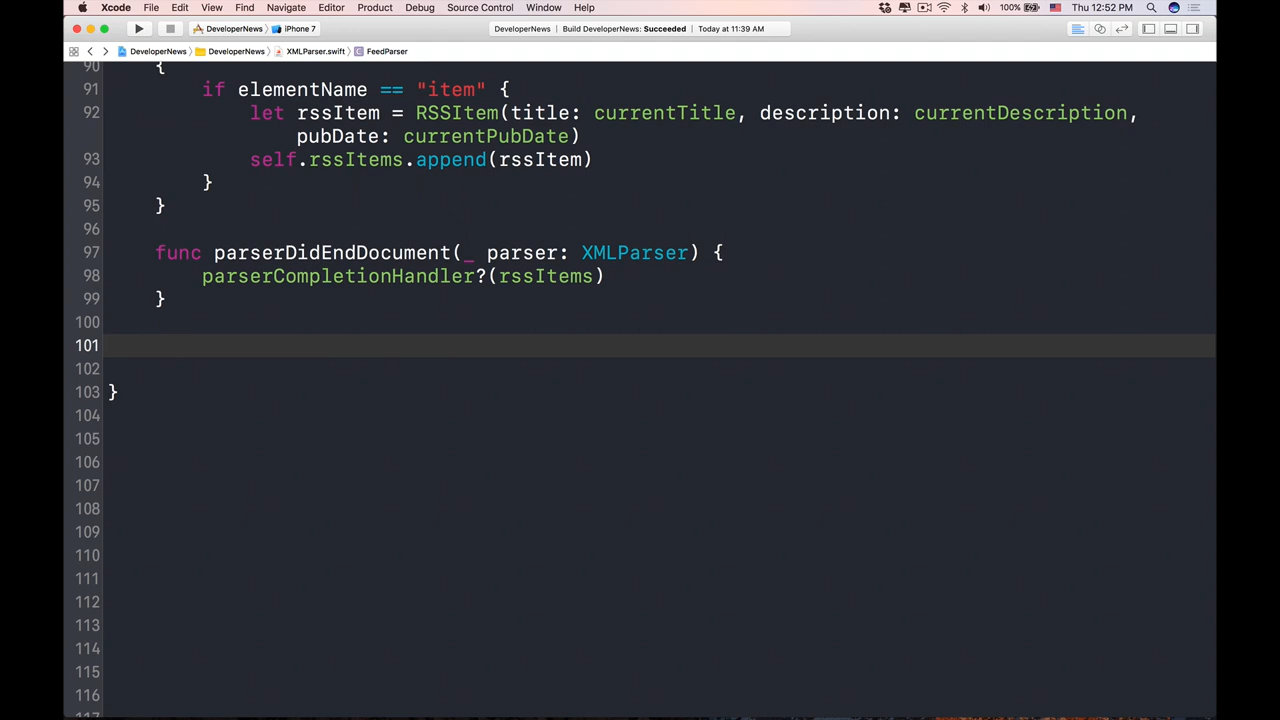 Xcode File Edit View Find Navigate Editor Product Debug Source Control Window Help 100% Thu 12:52 PM
DeveloperNews iPhone 7 DeveloperNews Build DeveloperNews: Succeeded Today at 11:39 AM
DeveloperNews DeveloperNews XMLParser.swift C FeedParser
90 {
91 if elementName == "item" {
92 let rssItem = RSSItem(title: currentTitle, description: currentDescription,
pubDate: currentPubDate)
93 self.rssItems.append(rssItem)
94 }
95 }
96
97 func parserDidEndDocument(_ parser: XMLParser) {
98 parserCompletionHandler?(rssItems)
99 }
100
101
102
103 }
104
105
106
107
108
109
110
111
112
113
114
115
116
117